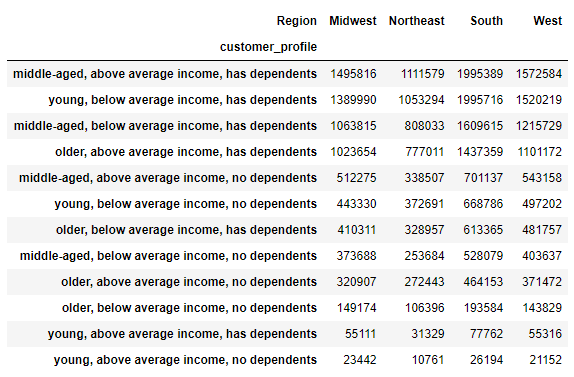 Region Midwest Northeast South West
customer_profile
middle-aged, above average income, has dependents 1495816 1111579 1995389 1572584
young, below average income, has dependents 1389990 1053294 1995716 1520219
middle-aged, below average income, has dependents 1063815 808033 1609615 1215729
older, above average income, has dependents 1023654 777011 1437359 1101172
middle-aged, above average income, no dependents 512275 338507 701137 543158
young, below average income, no dependents 443330 372691 668786 497202
older, below average income, has dependents 410311 328957 613365 481757
middle-aged, below average income, no dependents 373688 253684 528079 403637
older, above average income, no dependents 320907 272443 464153 371472
older, below average income, no dependents 149174 106396 193584 143829
young, above average income, has dependents 55111 31329 77762 55316
young, above average income, no dependents 23442 10761 26194 21152